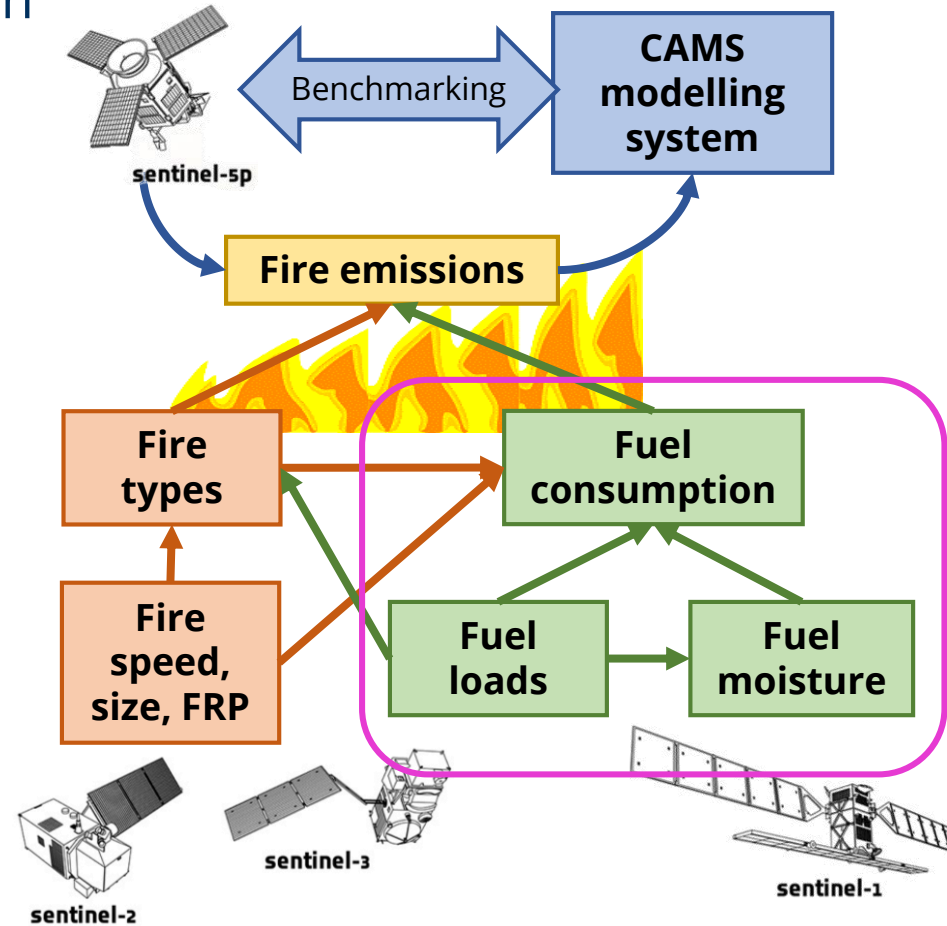 Benchmarking
CAMS
modelling
system
sentinel-5p
Fire emissions
Fire
types
Fuel
consumption
Fire
speed,
size, FRP
Fuel
loads
Fuel
moisture
sentinel-2
sentinel-3
sentinel-1